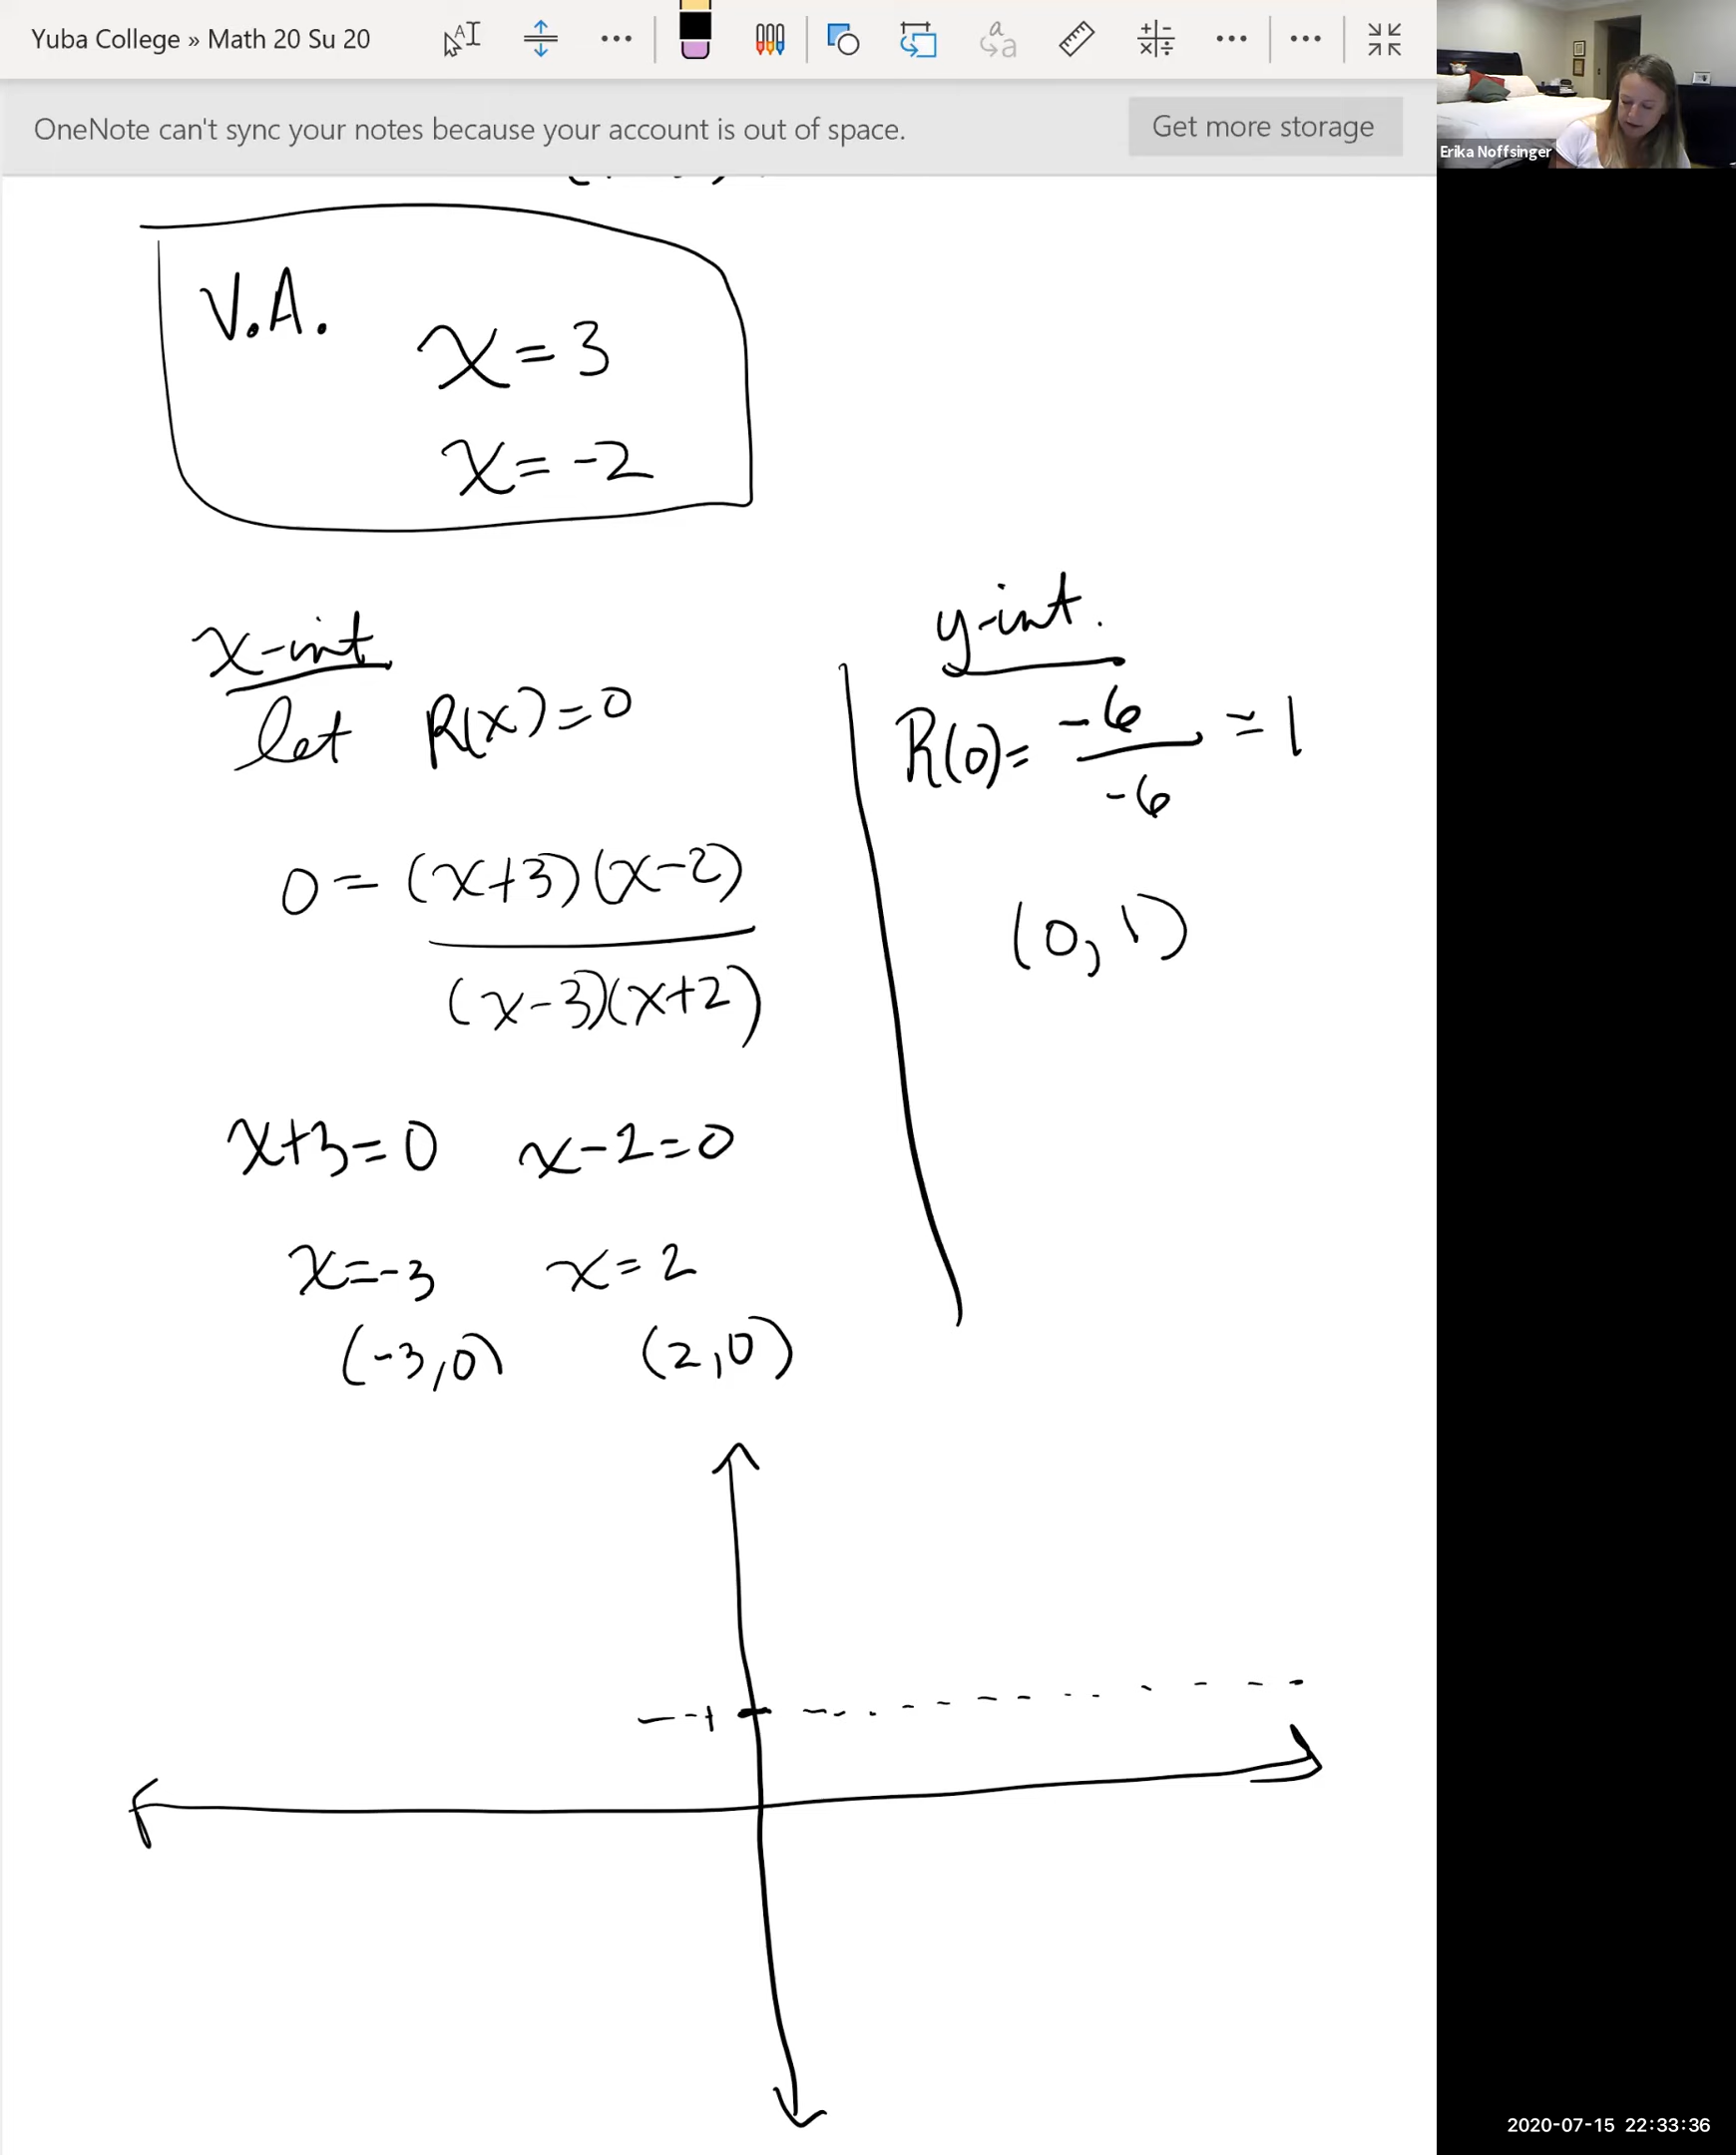 Yuba College » Math 20 Su 20
OneNote can't sync your notes because your account is out of space.
Get more storage
Erika Noffsinger
V.A.
x = 3
x = -2
x-int
let R(x) = 0
0 = (x+3)(x-2)
(x-3)(x+2)
x+3=0 x-2=0
x=-3 x=2
(-3,0) (2,0)
y-int.
R(0) = -6 = 1
-6
(0,1)
1
2020-07-15 22:33:36